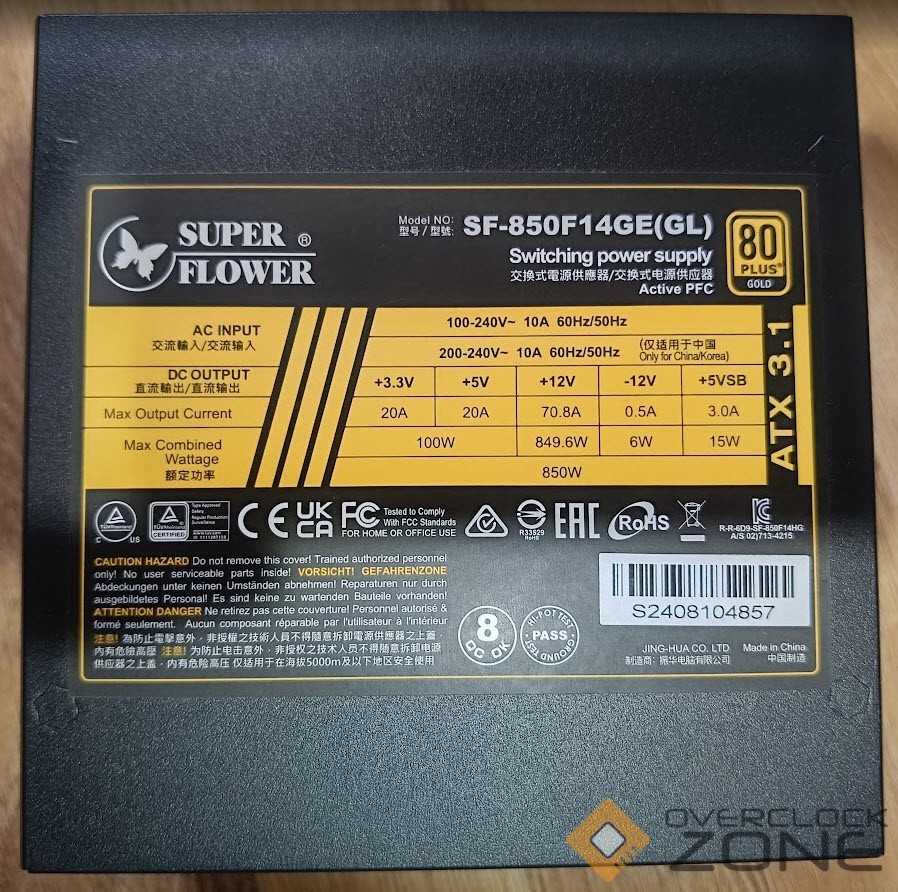 SUPER ®
FLOWER
Model NO:
型号 / 型號:
SF-850F14GE(GL)
Switching power supply
交換式電源供應器/交换式电源供应器
Active PFC
80
PLUS®
GOLD
AC INPUT
交流輸入/交流输入
100-240V~ 10A 60Hz/50Hz
200-240V~ 10A 60Hz/50Hz
(仅适用于中国
Only for China/Korea)
DC OUTPUT
直流輸出/直流输出
+3.3V +5V +12V -12V +5VSB
Max Output Current 20A 20A 70.8A 0.5A 3.0A
Max Combined
Wattage
額定功率
100W 849.6W 6W 15W
850W
ATX 3.1
TÜVRheinland
C US
TÜVRheinland
CERTIFIED
Type Approved
Safety
Regular Production
Surveillance
CE
UK
CA
FC
Tested to Comply
With FCC Standards
FOR HOME OR OFFICE USE
R33529
RoHS
EAC
RoHS
R-R-6D9-SF-850F14HG
A/S 02)713-4215
CAUTION HAZARD Do not remove this cover! Trained authorized personnel
only! No user serviceable parts inside! VORSICHT! GEFAHRENZONE
Abdeckungen unter keinen Umständen abnehmen! Reparaturen nur durch
ausgebildetes Personal! Es sind keine zu wartenden Bauteile vorhanden!
ATTENTION DANGER Ne retirez pas cette couverture! Personnel autorisé &
formé seulement. Aucun composant réparable par l'utilisateur à l'intérieur
注意! 為防止電擊意外，非授權之技術人員不得隨意拆卸電源供應器之上蓋，
內有危險高壓 注意! 为防止电击意外，非授权之技术人员不得随意拆卸电源
供应器之上盖，内有危险高压 仅适用于在海拔5000m及以下地区安全使用
8
QC OK
HI-POT TEST
PASS
GROUND TEST
S2408104857
JING-HUA CO. LTD
制造商：振华电脑有限公司
Made in China
中国制造
OVERCLOCK
ZONE